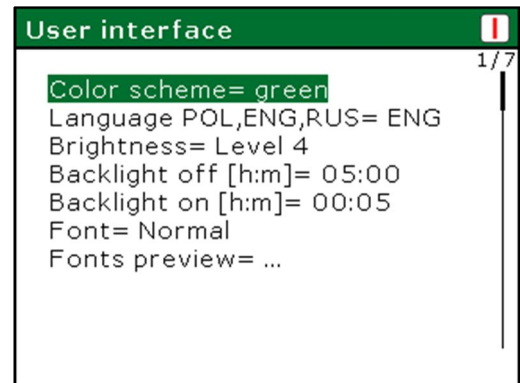 User interface
1/7
Color scheme= green
Language POL,ENG,RUS= ENG
Brightness= Level 4
Backlight off [h:m]= 05:00
Backlight on [h:m]= 00:05
Font= Normal
Fonts preview= ...